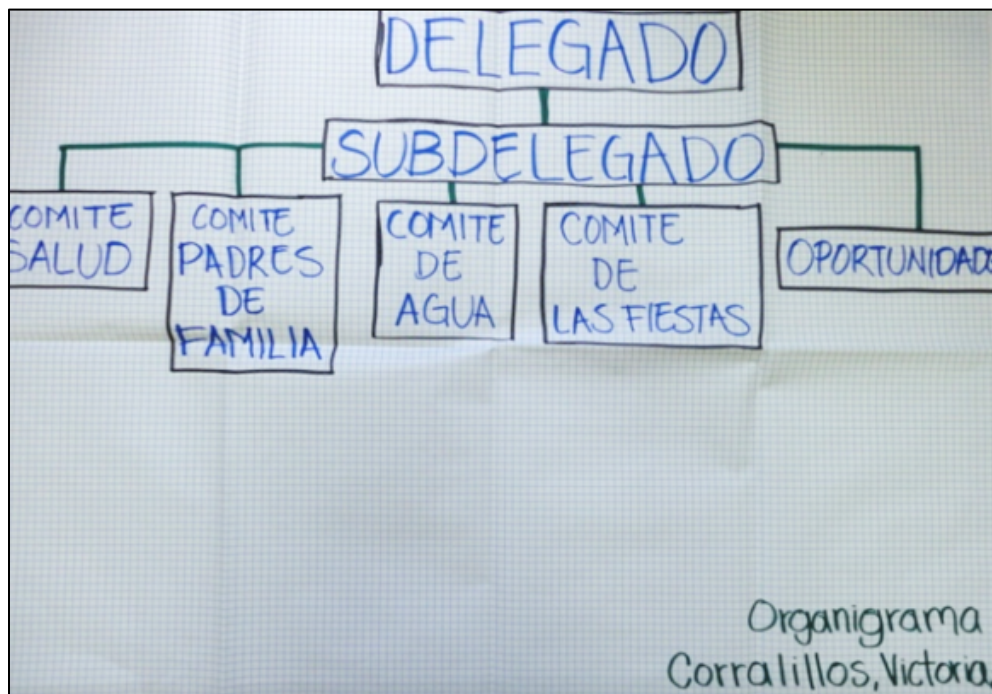 DELEGADO
SUBDELEGADO
COMITE
SALUD
COMITE
PADRES
DE
FAMILIA
COMITE
DE
AGUA
COMITE
DE
LAS FIESTAS
OPORTUNIDADES
Organigrama
Corralillos, Victoria,